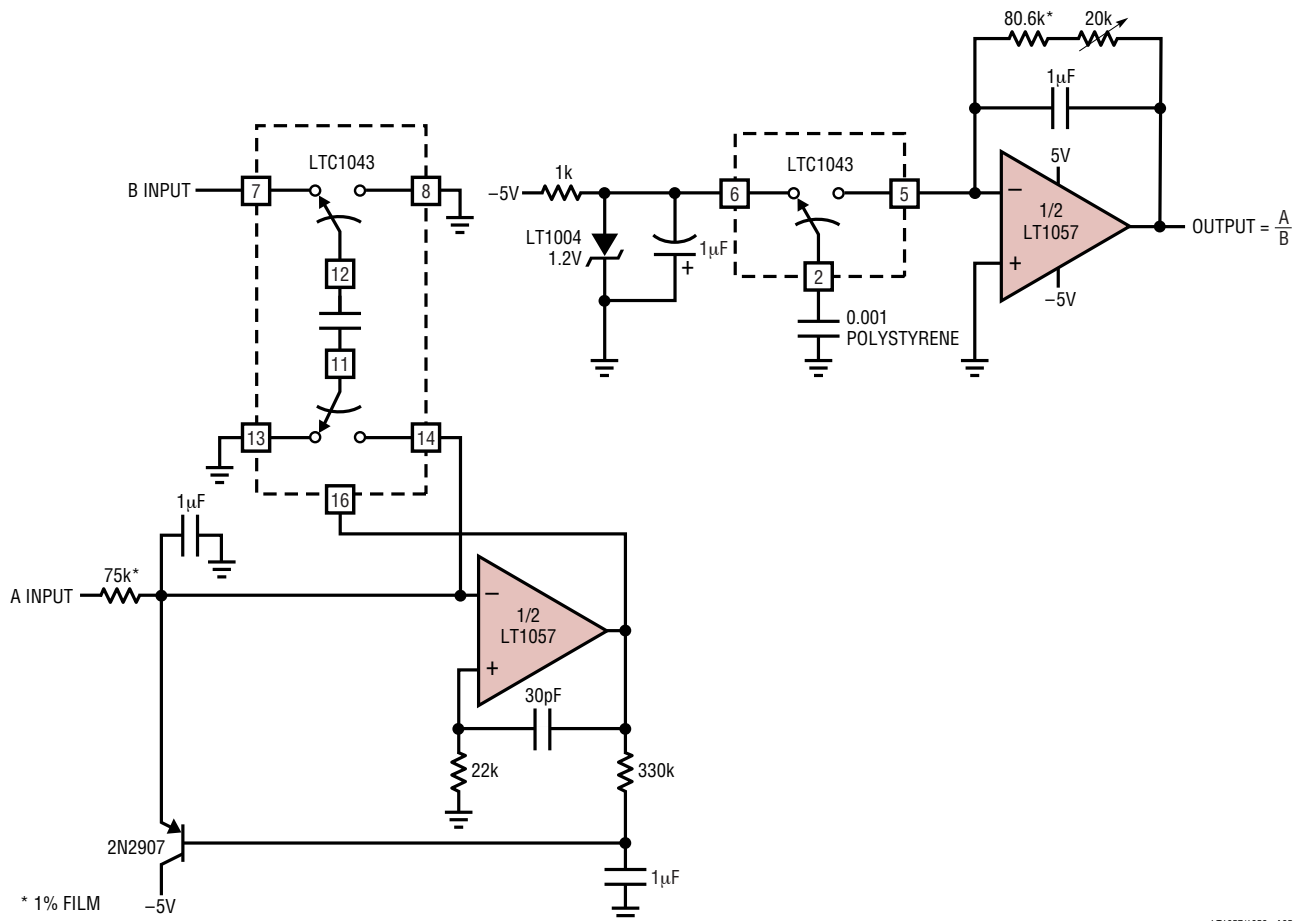 80.6k*
20k
1µF
LTC1043
B INPUT
7
8
12
11
13
14
16
–5V
1k
LT1004
1.2V
1µF
+
LTC1043
6
5
2
0.001
POLYSTYRENE
5V
–
1/2
LT1057
+
–5V
OUTPUT = A/B
1µF
75k*
A INPUT
–
1/2
LT1057
+
30pF
22k
330k
2N2907
–5V
1µF
* 1% FILM